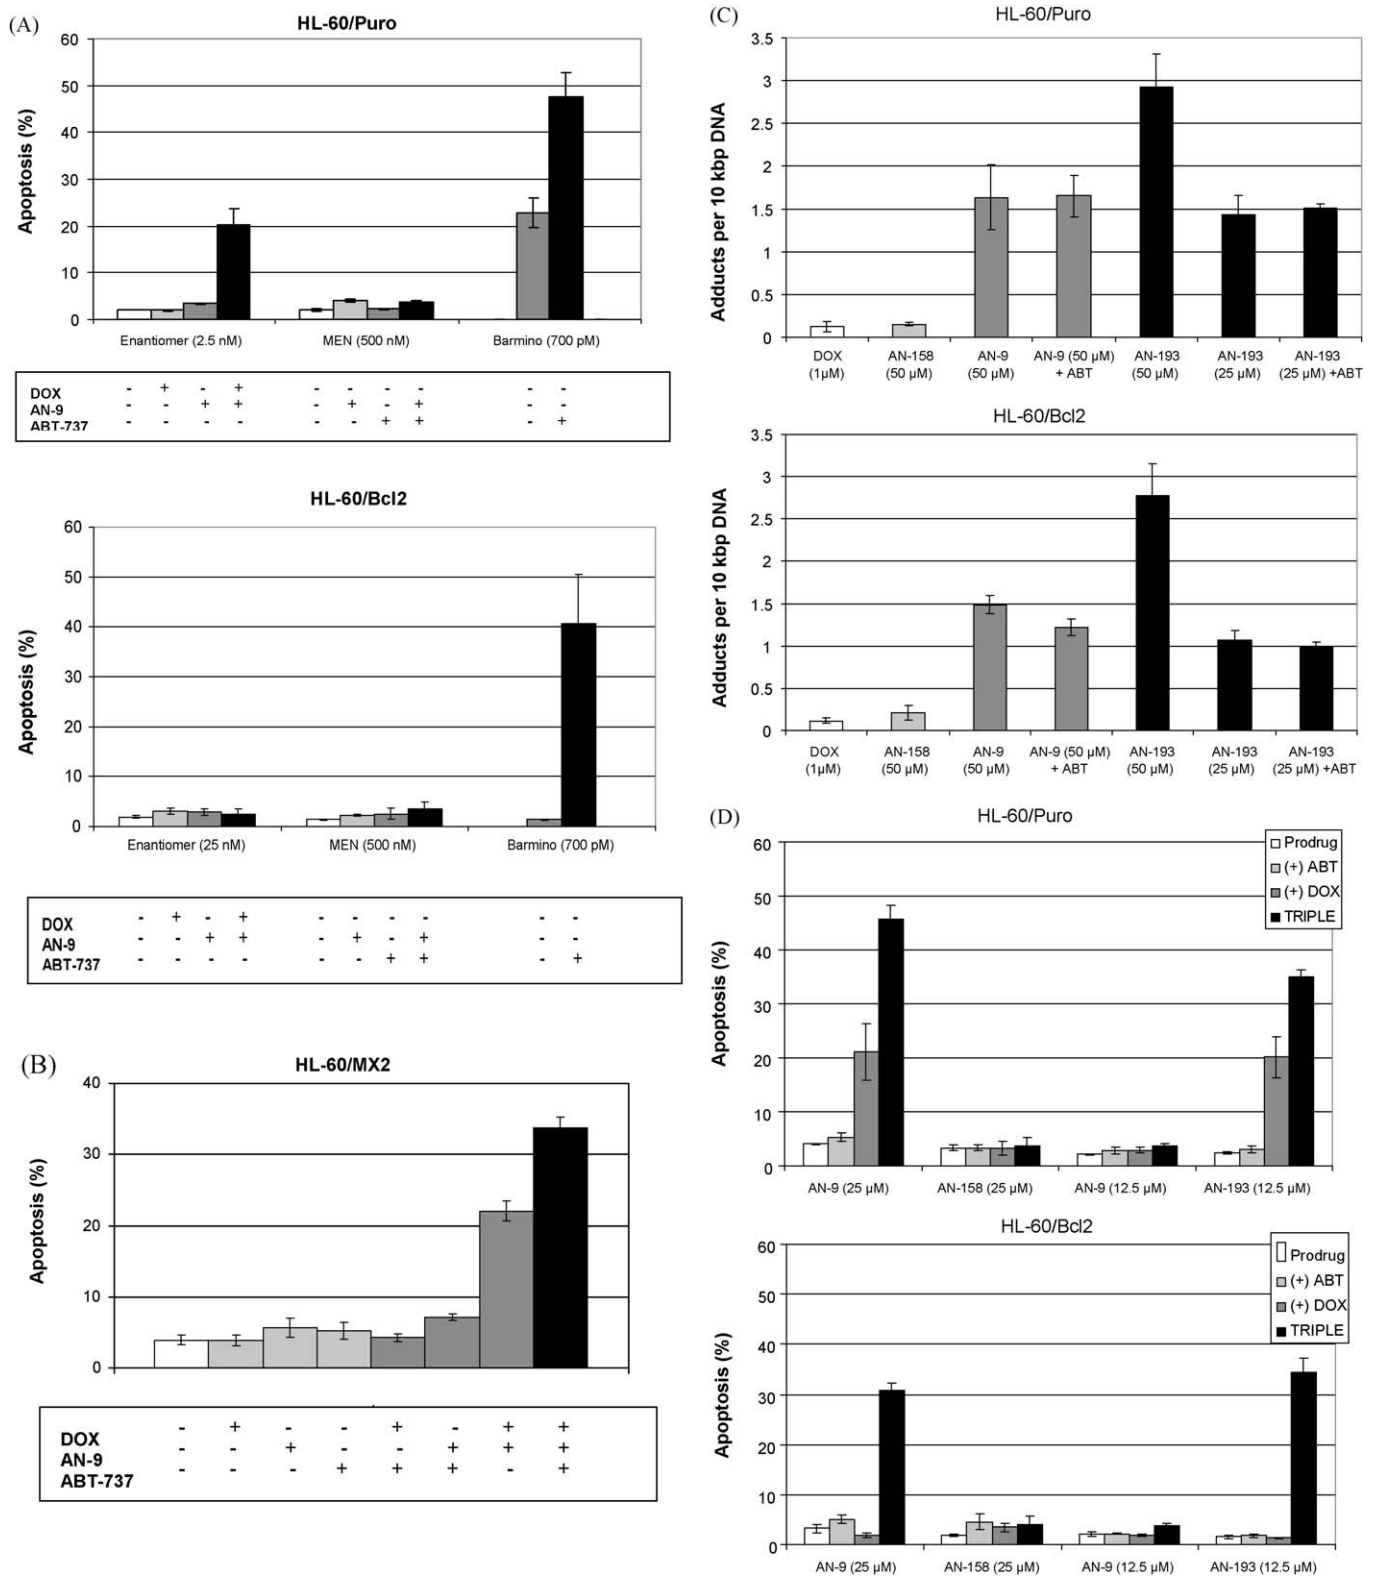 (A)
HL-60/Puro
60
50
40
30
20
10
0
Apoptosis (%)
Enantiomer (2.5 nM) MEN (500 nM) Barmino (700 pM)
DOX - + - + - - - + - -
AN-9 - - + + - + - + - -
ABT-737 - - - - - - + + - +
HL-60/Bcl2
60
50
40
30
20
10
0
Apoptosis (%)
Enantiomer (25 nM) MEN (500 nM) Barmino (700 pM)
DOX - + - + - - - - - -
AN-9 - - + + - + - + - -
ABT-737 - - - - - - + + - +
(B)
HL-60/MX2
40
30
20
10
0
Apoptosis (%)
DOX - + - - + - + +
AN-9 - - + - - + + +
ABT-737 - - - + + + - +
(C)
HL-60/Puro
3.5
3
2.5
2
1.5
1
0.5
0
Adducts per 10 kbp DNA
DOX AN-158 AN-9 AN-9 (50 µM) AN-193 AN-193 AN-193
(1µM) (50 µM) (50 µM) + ABT (50 µM) (25 µM) (25 µM) +ABT
HL-60/Bcl2
3.5
3
2.5
2
1.5
1
0.5
0
Adducts per 10 kbp DNA
DOX AN-158 AN-9 AN-9 (50 µM) AN-193 AN-193 AN-193
(1µM) (50 µM) (50 µM) + ABT (50 µM) (25 µM) (25 µM) +ABT
(D)
HL-60/Puro
60
50
40
30
20
10
0
Apoptosis (%)
Prodrug
(+) ABT
(+) DOX
TRIPLE
AN-9 (25 µM) AN-158 (25 µM) AN-9 (12.5 µM) AN-193 (12.5 µM)
HL-60/Bcl2
60
50
40
30
20
10
0
Apoptosis (%)
Prodrug
(+) ABT
(+) DOX
TRIPLE
AN-9 (25 µM) AN-158 (25 µM) AN-9 (12.5 µM) AN-193 (12.5 µM)